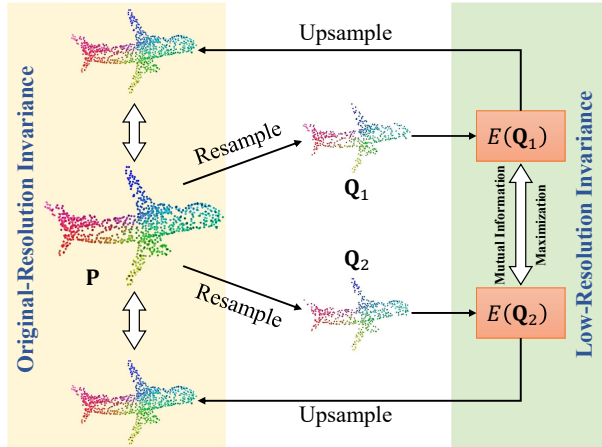 Original-Resolution Invariance
Upsample
Resample
P
Q1
Q2
Resample
Upsample
E(Q1)
Mutual Information
Maximization
E(Q2)
Low-Resolution Invariance